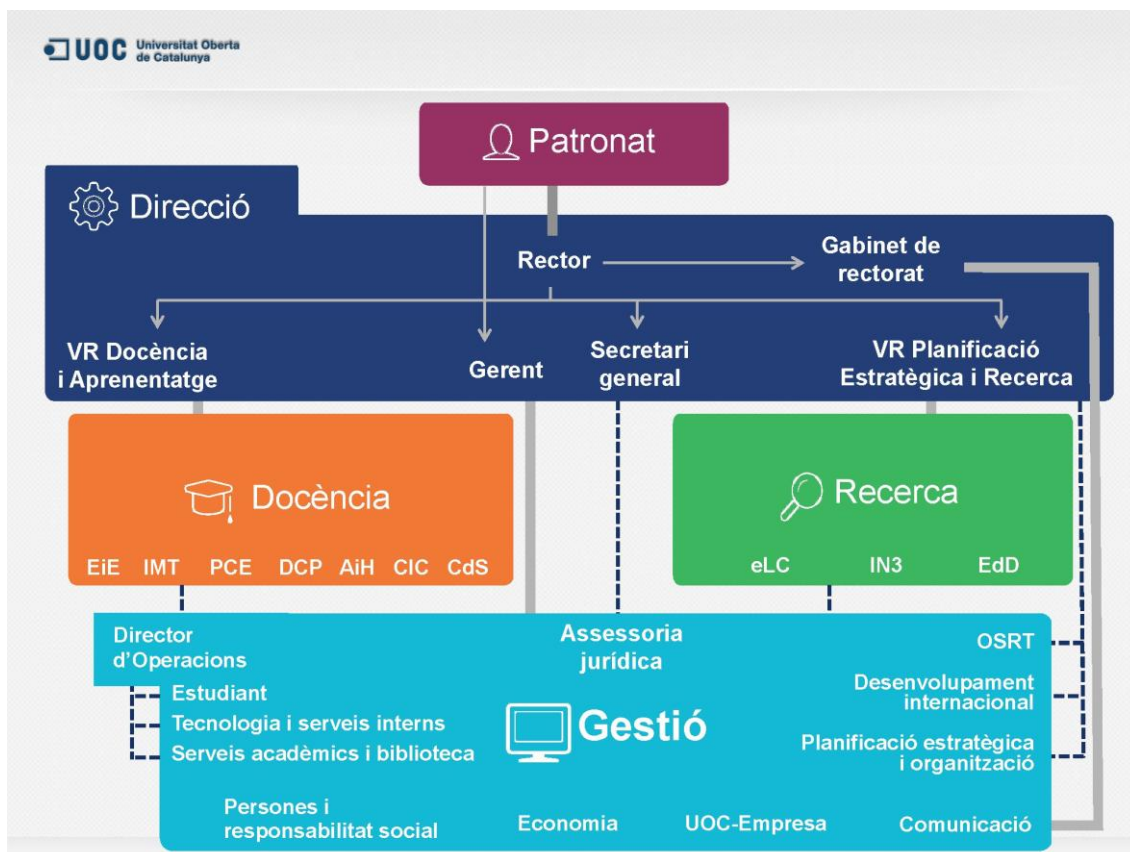 UOC Universitat Oberta
de Catalunya
Patronat
Direcció
Rector
Gabinet de
rectorat
VR Docència
i Aprenentatge
Gerent
Secretari
general
VR Planificació
Estratègica i Recerca
Docència
EiE IMT PCE DCP AiH CIC CdS
Recerca
eLC IN3 EdD
Director
d'Operacions
Assessoria
jurídica
OSRT
Estudiant
Tecnologia i serveis interns
Serveis acadèmics i biblioteca
Gestió
Desenvolupament
internacional
Planificació estratègica
i organització
Persones i
responsabilitat social
Economia
UOC-Empresa
Comunicació